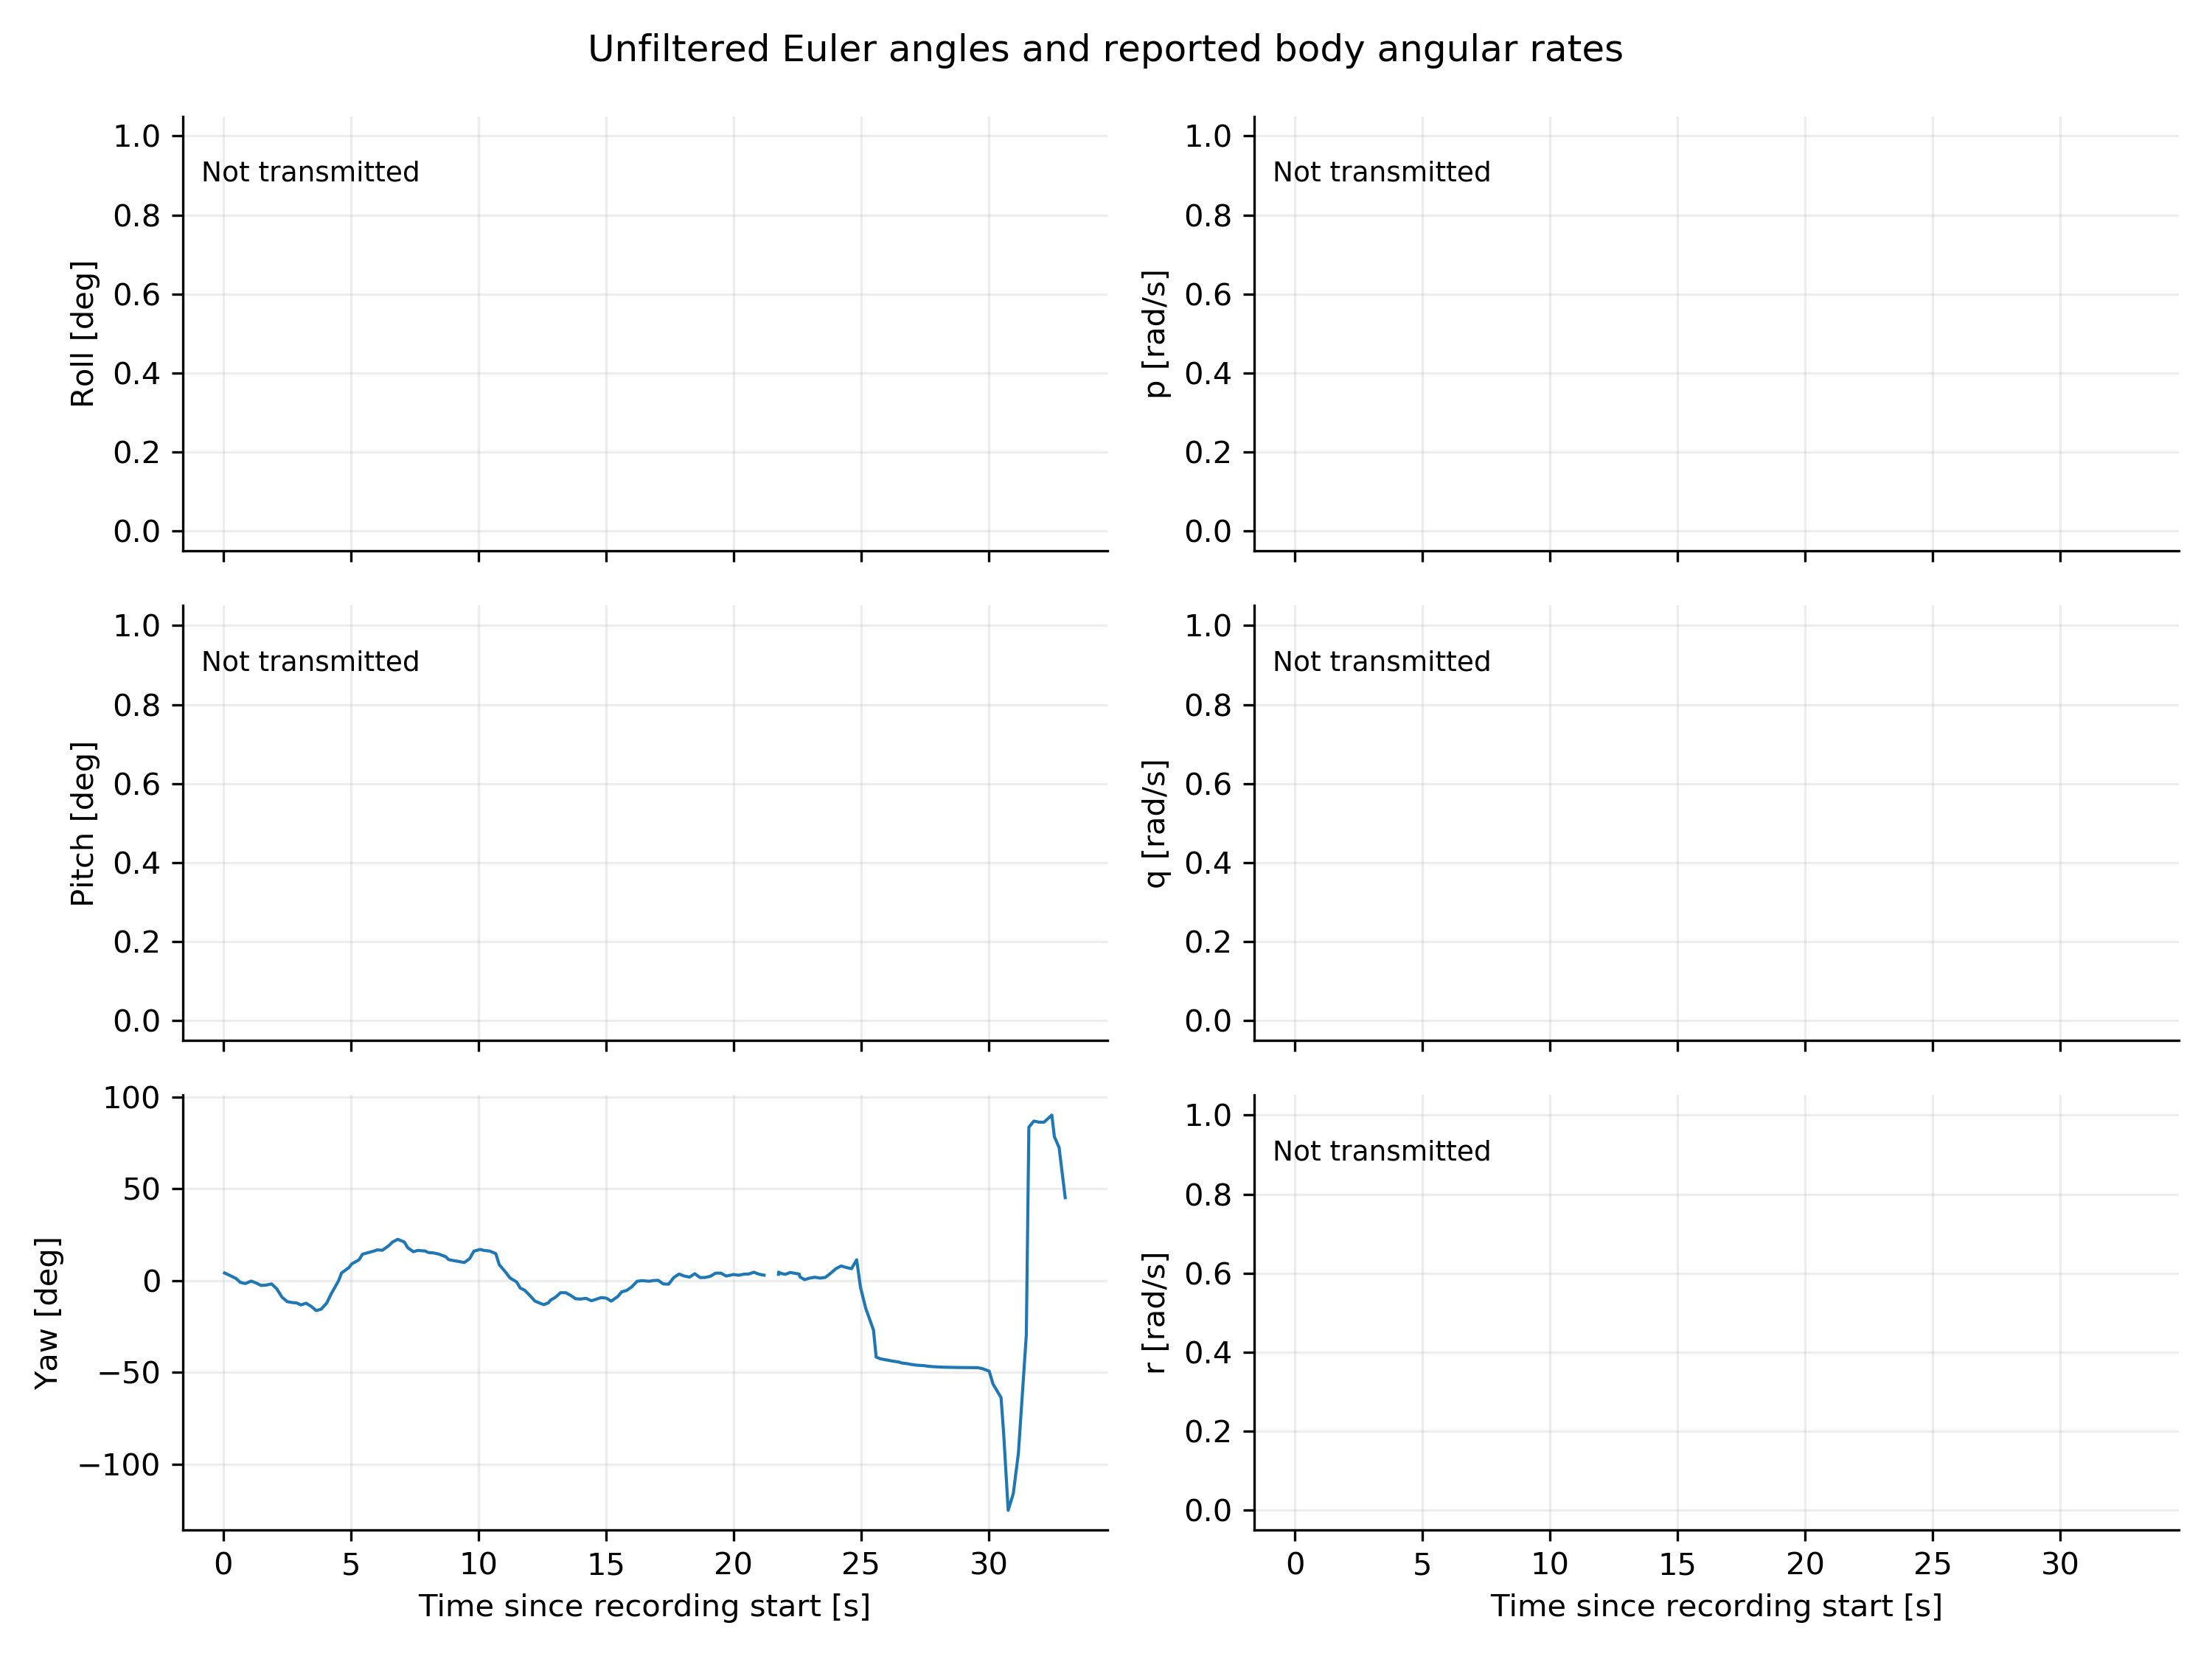 Unfiltered Euler angles and reported body angular rates
1.0
0.8
0.6
0.4
0.2
0.0
Roll [deg]
Not transmitted
1.0
0.8
0.6
0.4
0.2
0.0
p [rad/s]
Not transmitted
1.0
0.8
0.6
0.4
0.2
0.0
Pitch [deg]
Not transmitted
1.0
0.8
0.6
0.4
0.2
0.0
q [rad/s]
Not transmitted
100
50
0
−50
−100
Yaw [deg]
0 5 10 15 20 25 30
Time since recording start [s]
1.0
0.8
0.6
0.4
0.2
0.0
r [rad/s]
Not transmitted
0 5 10 15 20 25 30
Time since recording start [s]